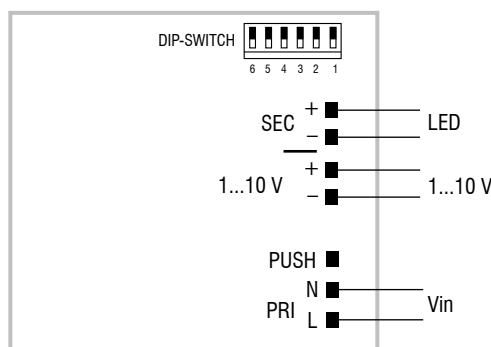 DIP-SWITCH
6 5 4 3 2 1
+
SEC LED
–
+
1...10 V 1...10 V
–
PUSH
N
PRI Vin
L